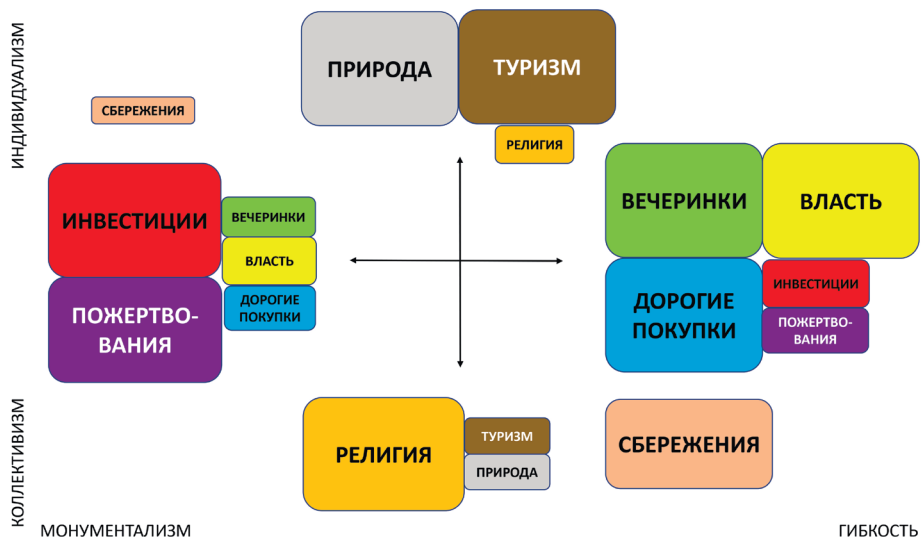 ИНДИВИДУАЛИЗМ
ПРИРОДА
ТУРИЗМ
СБЕРЕЖЕНИЯ
РЕЛИГИЯ
ИНВЕСТИЦИИ
ВЕЧЕРИНКИ
ВЛАСТЬ
ПОЖЕРТВО-
ВАНИЯ
ДОРОГИЕ
ПОКУПКИ
ВЕЧЕРИНКИ
ВЛАСТЬ
ДОРОГИЕ
ПОКУПКИ
ИНВЕСТИЦИИ
ПОЖЕРТВО-
ВАНИЯ
КОЛЛЕКТИВИЗМ
РЕЛИГИЯ
ТУРИЗМ
ПРИРОДА
СБЕРЕЖЕНИЯ
МОНУМЕНТАЛИЗМ
ГИБКОСТЬ